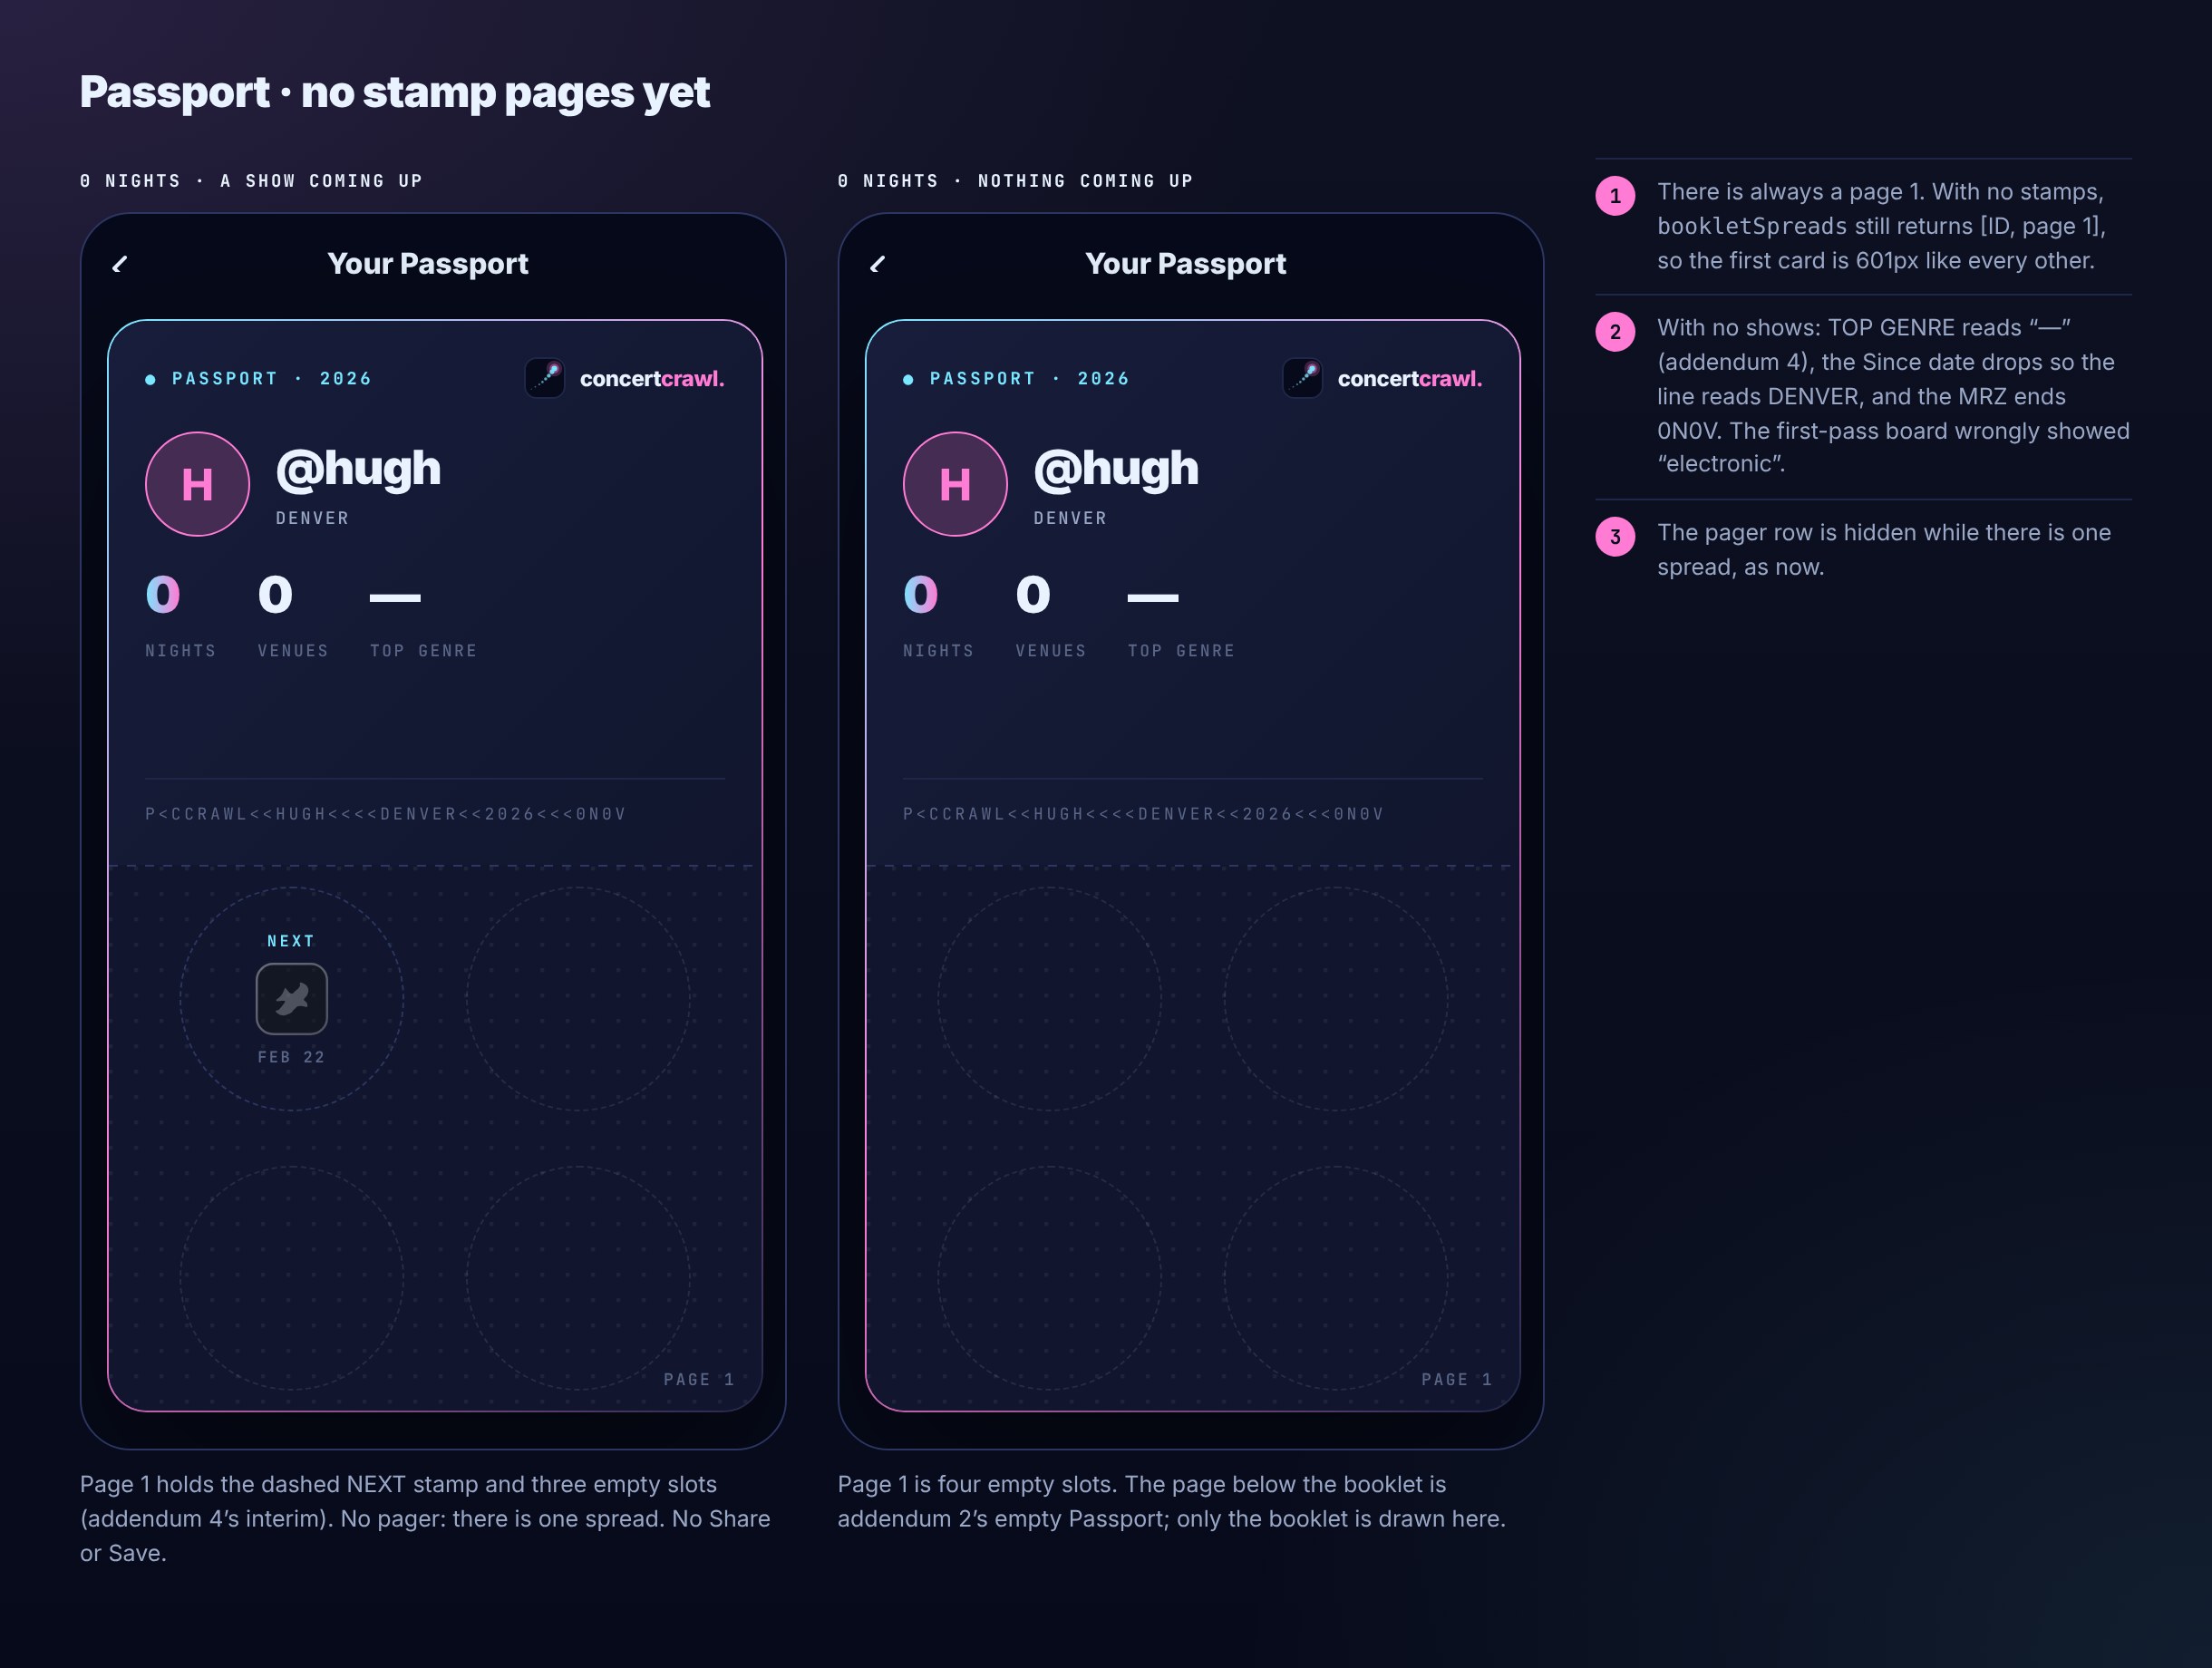 Passport · no stamp pages yet
0 NIGHTS · A SHOW COMING UP
Your Passport
PASSPORT · 2026
concertcrawl.
H
@hugh
DENVER
0 0 —
NIGHTS VENUES TOP GENRE
P<CCRAWL<<HUGH<<<<DENVER<<2026<<<0N0V
NEXT
FEB 22
PAGE 1
Page 1 holds the dashed NEXT stamp and three empty slots
(addendum 4’s interim). No pager: there is one spread. No Share
or Save.
0 NIGHTS · NOTHING COMING UP
Your Passport
PASSPORT · 2026
concertcrawl.
H
@hugh
DENVER
0 0 —
NIGHTS VENUES TOP GENRE
P<CCRAWL<<HUGH<<<<DENVER<<2026<<<0N0V
PAGE 1
Page 1 is four empty slots. The page below the booklet is
addendum 2’s empty Passport; only the booklet is drawn here.
1 There is always a page 1. With no stamps,
bookletSpreads still returns [ID, page 1],
so the first card is 601px like every other.
2 With no shows: TOP GENRE reads “—”
(addendum 4), the Since date drops so the
line reads DENVER, and the MRZ ends
0N0V. The first-pass board wrongly showed
“electronic”.
3 The pager row is hidden while there is one
spread, as now.